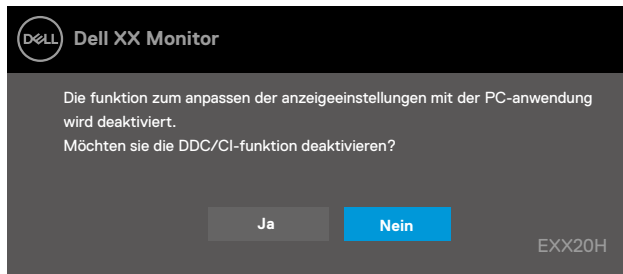 DELL Dell XX Monitor
Die funktion zum anpassen der anzeigeeinstellungen mit der PC-anwendung
wird deaktiviert.
Möchten sie die DDC/CI-funktion deaktivieren?
Ja Nein
EXX20H